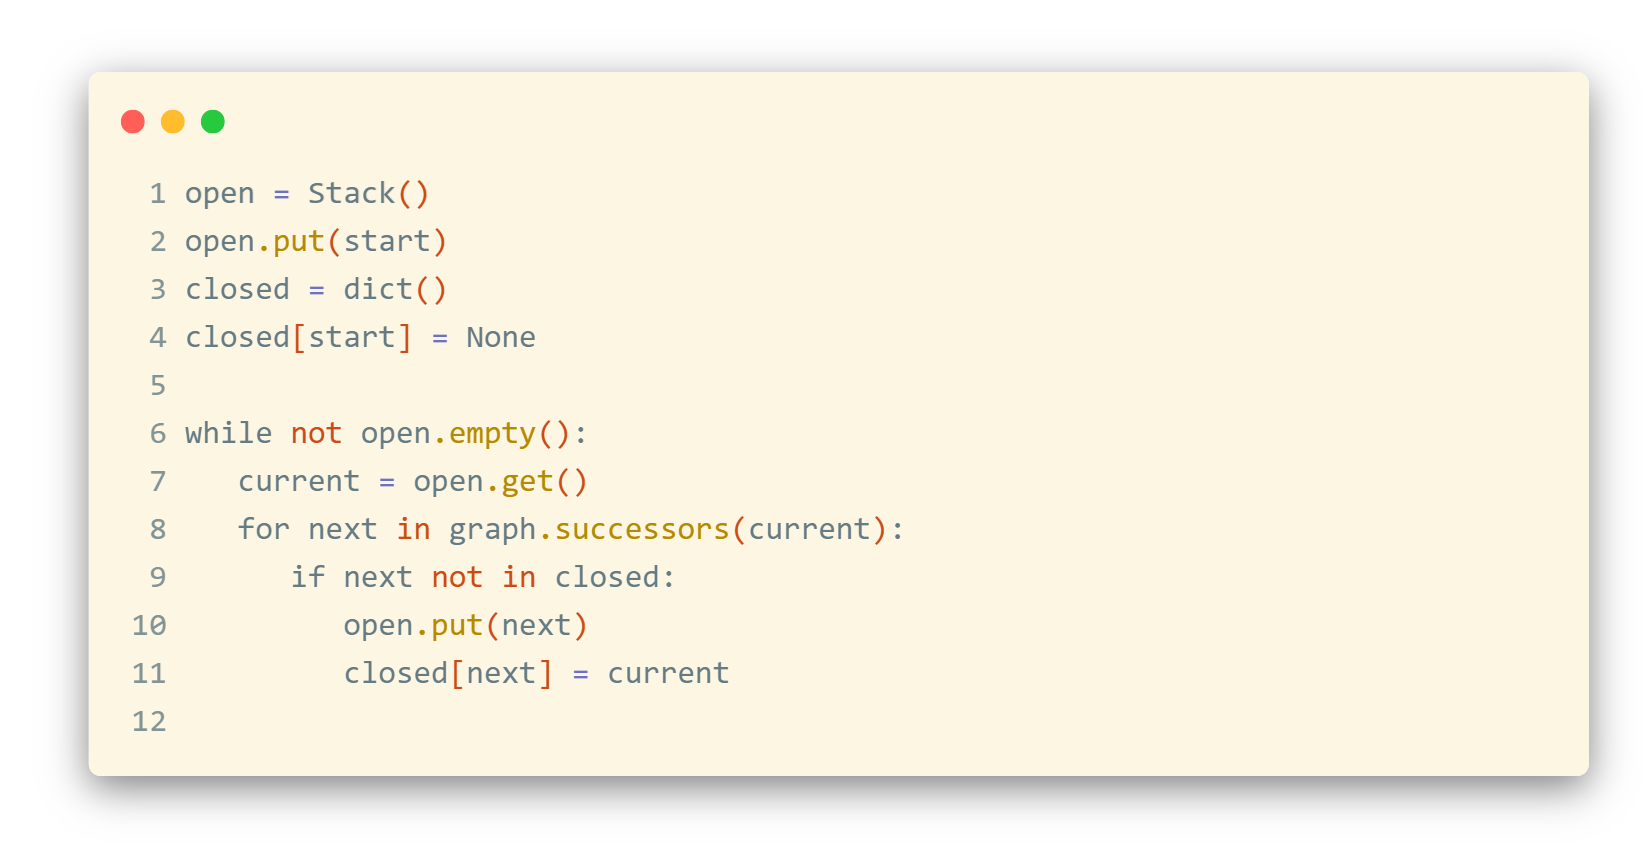 1 open = Stack()
2 open.put(start)
3 closed = dict()
4 closed[start] = None
5
6 while not open.empty():
7    current = open.get()
8    for next in graph.successors(current):
9       if next not in closed:
10          open.put(next)
11          closed[next] = current
12